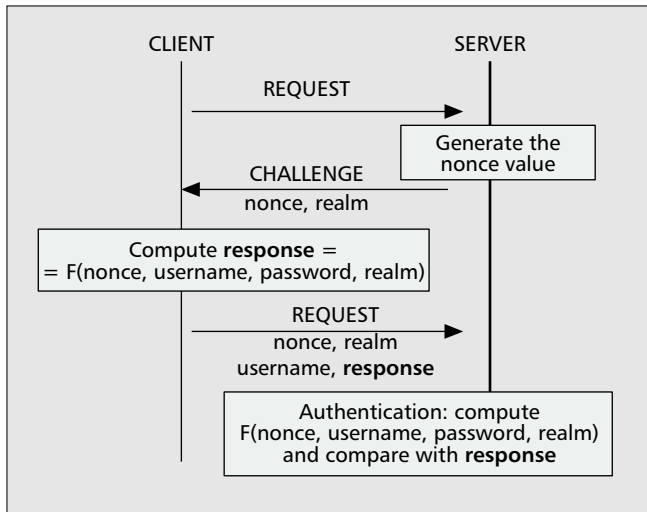 CLIENT
SERVER
REQUEST
Generate the
nonce value
CHALLENGE
nonce, realm
Compute response =
= F(nonce, username, password, realm)
REQUEST
nonce, realm
username, response
Authentication: compute
F(nonce, username, password, realm)
and compare with response